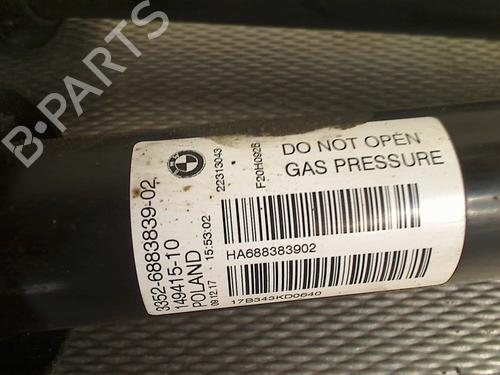 B-PARTS
3352-6883839-02
149415-10
POLAND
09.12.17
15:53:02
22313043
F20H092B
DO NOT OPEN
GAS PRESSURE
HA688383902
17B343KD0640